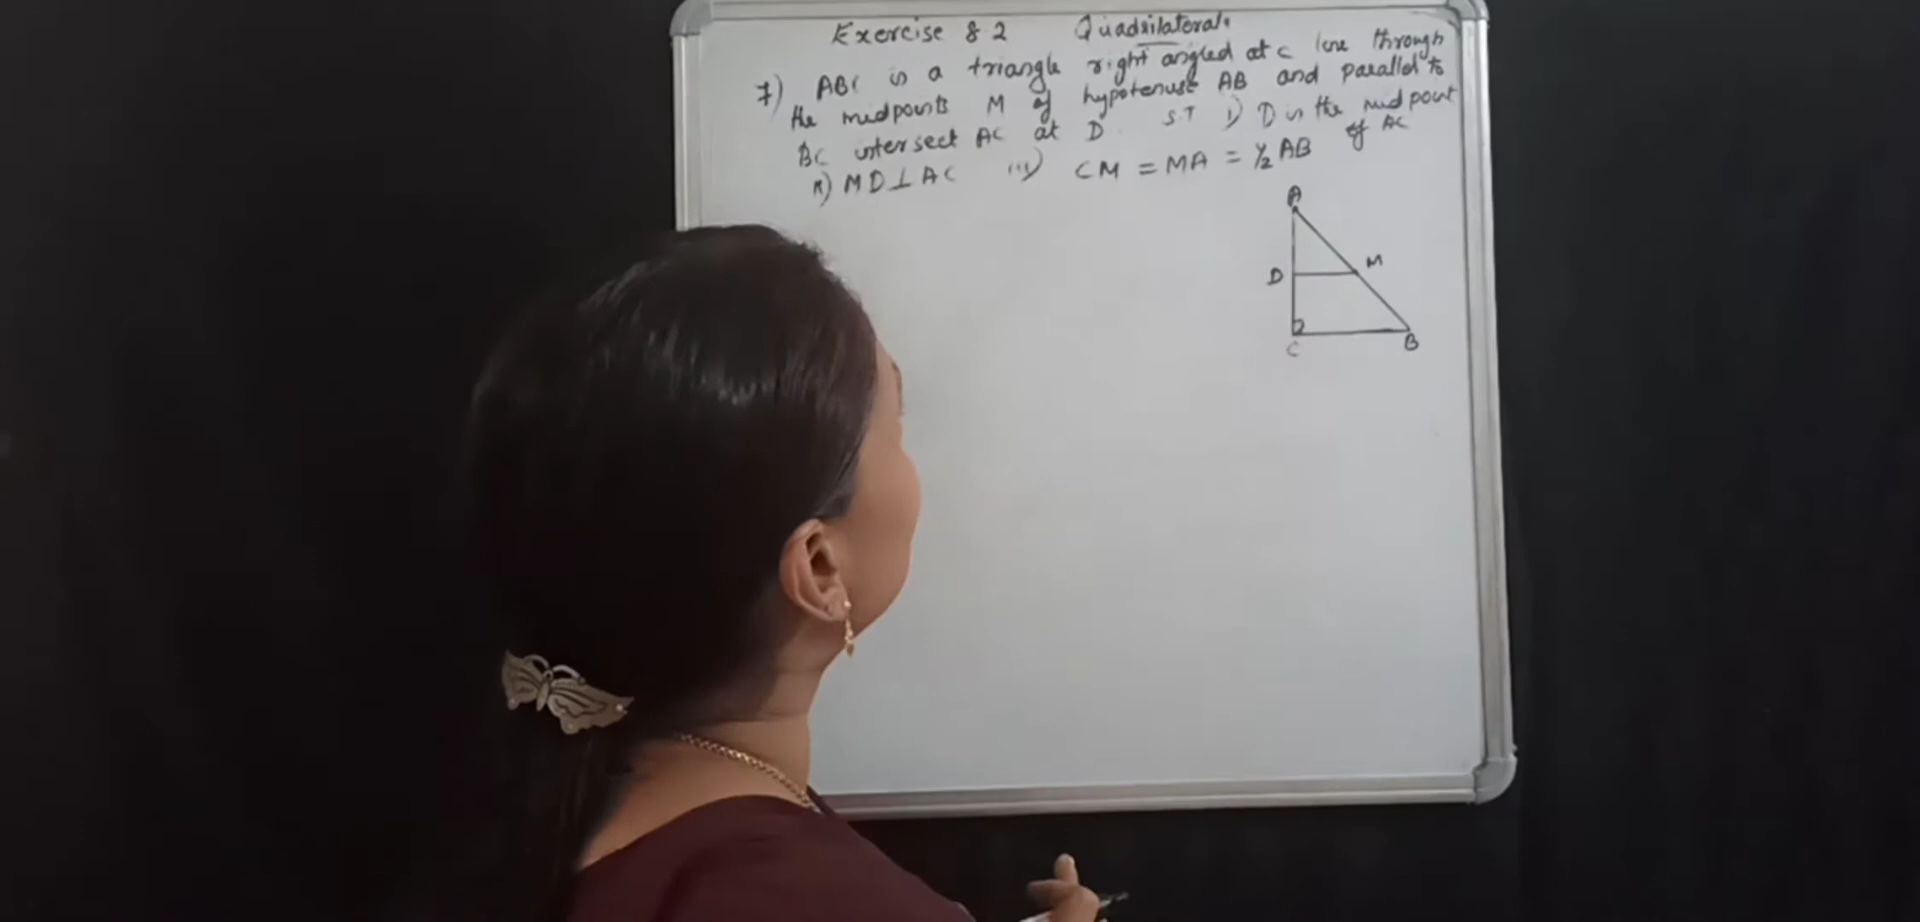 Exercise 8.2 Quadrilaterals
7) ABC is a triangle right angled at C line through
the midpoints M of hypotenuse AB and parallel to
BC intersect AC at D. S.T i) D is the midpoint
of AC
ii) MD⊥AC iii) CM = MA = ½ AB
A
D M
C B